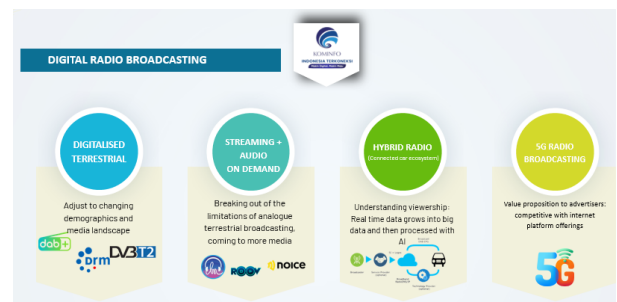 KOMINFO
INDONESIA TERKONEKSI
DIGITAL RADIO BROADCASTING
DIGITALISED
TERRESTRIAL
Adjust to changing
demographics and
media landscape
dab+
DRM
DVB T2
STREAMING +
AUDIO
ON DEMAND
Breaking out of the
limitations of analogue
terrestrial broadcasting,
coming to more media
ROOV
noice
HYBRID RADIO
(Connected car ecosystem)
Understanding viewership:
Real time data grows into big
data and then processed with
AI
5G RADIO
BROADCASTING
Value proposition to advertisers:
competitive with internet
platform offerings
5G